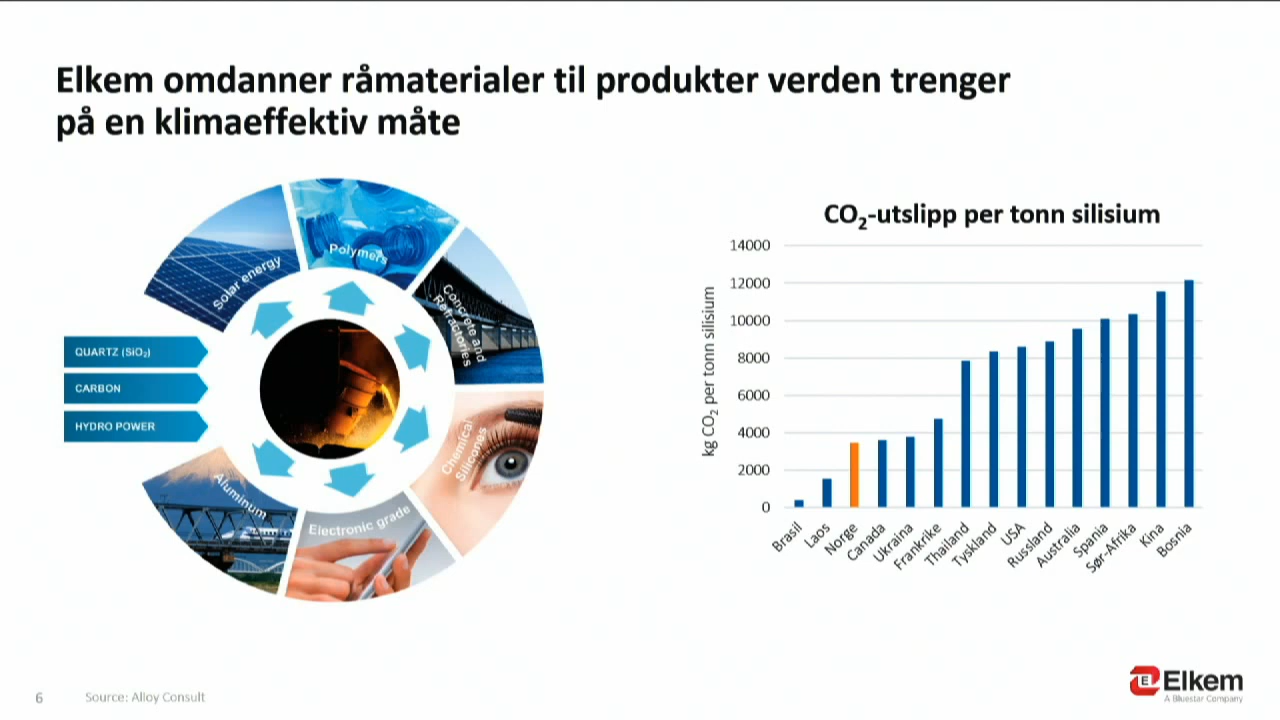 Elkem omdanner råmaterialer til produkter verden trenger
på en klimaeffektiv måte
Solar energy
Polymers
Concrete and
Refractories
Chemical
Silicones
Electronic grade
Aluminum
QUARTZ (SiO₂)
CARBON
HYDRO POWER
CO₂-utslipp per tonn silisium
kg CO₂ per tonn silisium
14000
12000
10000
8000
6000
4000
2000
0
Brasil
Laos
Norge
Canada
Ukraina
Frankrike
Thailand
Tyskland
USA
Russland
Australia
Spania
Sør-Afrika
Kina
Bosnia
6
Source: Alloy Consult
E Elkem
A Bluestar Company